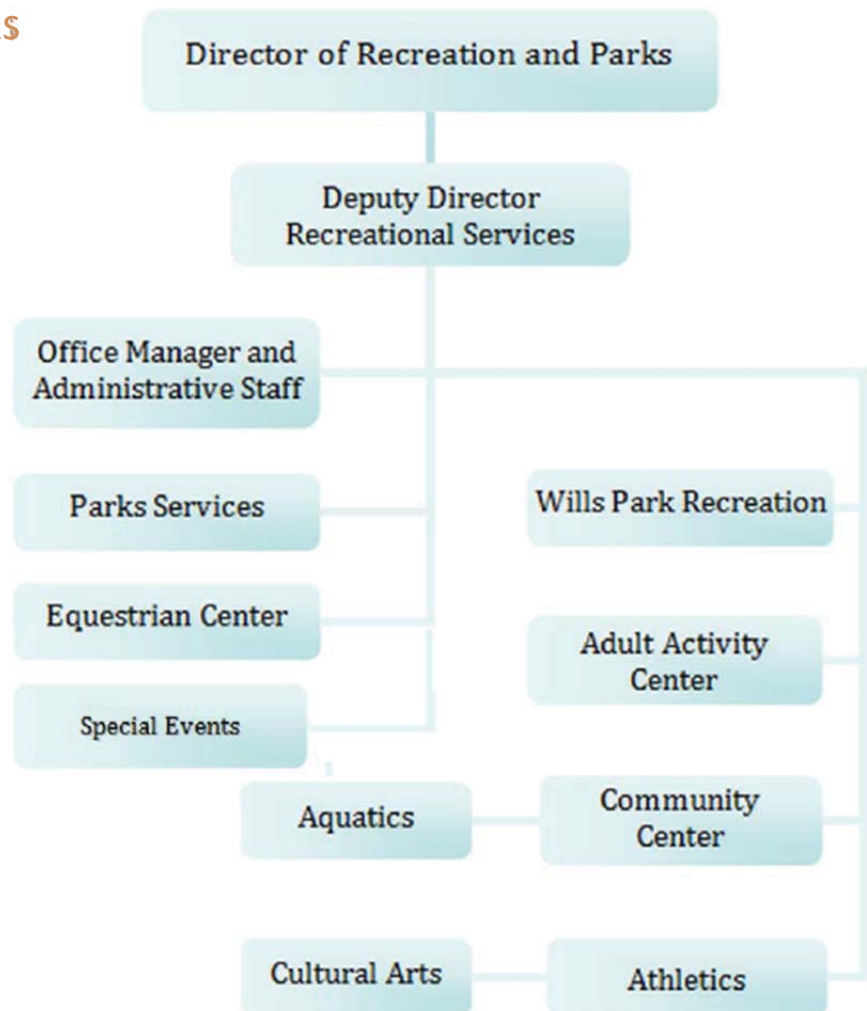 Director of Recreation and Parks
Deputy Director
Recreational Services
Office Manager and
Administrative Staff
Parks Services
Wills Park Recreation
Equestrian Center
Adult Activity
Center
Special Events
Aquatics
Community
Center
Cultural Arts
Athletics